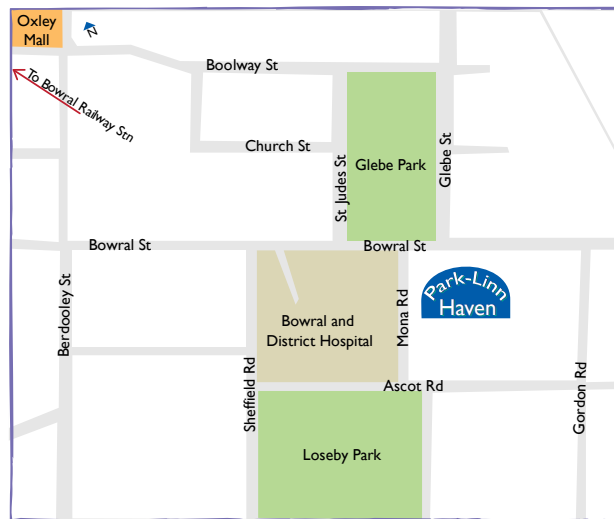 Oxley
Mall
N
To Bowral Railway Stn
Boolway St
Church St
St Judes St
Glebe Park
Glebe St
Bowral St
Bowral St
Berdooley St
Park-Linn
Haven
Bowral and
District Hospital
Mona Rd
Sheffield Rd
Ascot Rd
Gordon Rd
Loseby Park